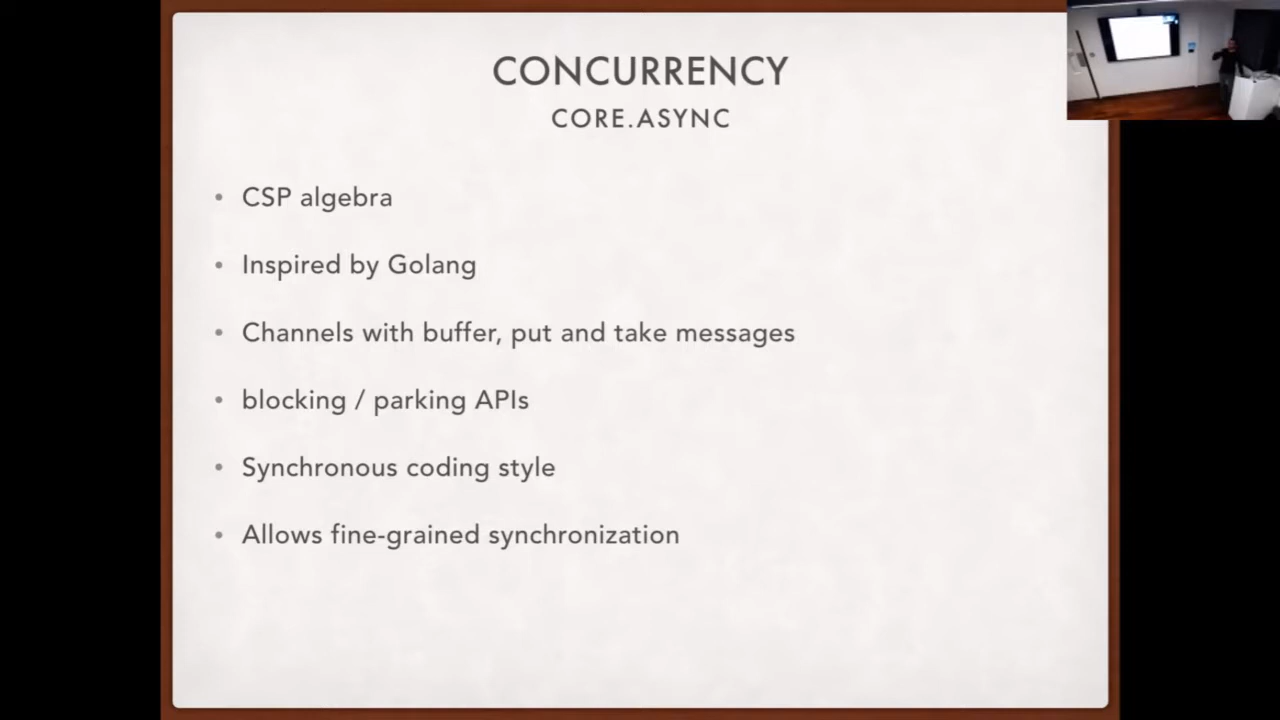 CONCURRENCY
CORE.ASYNC
• CSP algebra
• Inspired by Golang
• Channels with buffer, put and take messages
• blocking / parking APIs
• Synchronous coding style
• Allows fine-grained synchronization